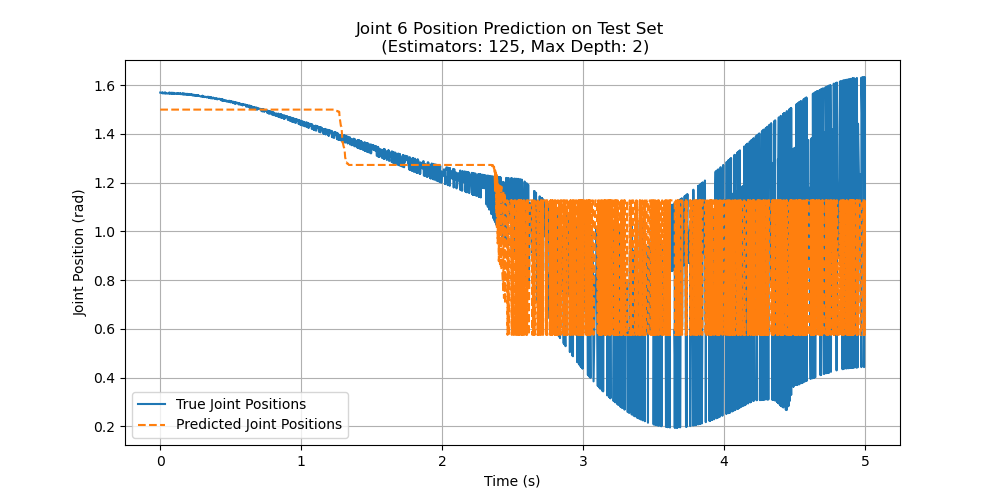 Joint 6 Position Prediction on Test Set
(Estimators: 125, Max Depth: 2)
Joint Position (rad)
1.6
1.4
1.2
1.0
0.8
0.6
0.4
0.2
True Joint Positions
Predicted Joint Positions
0 1 2 3 4 5
Time (s)